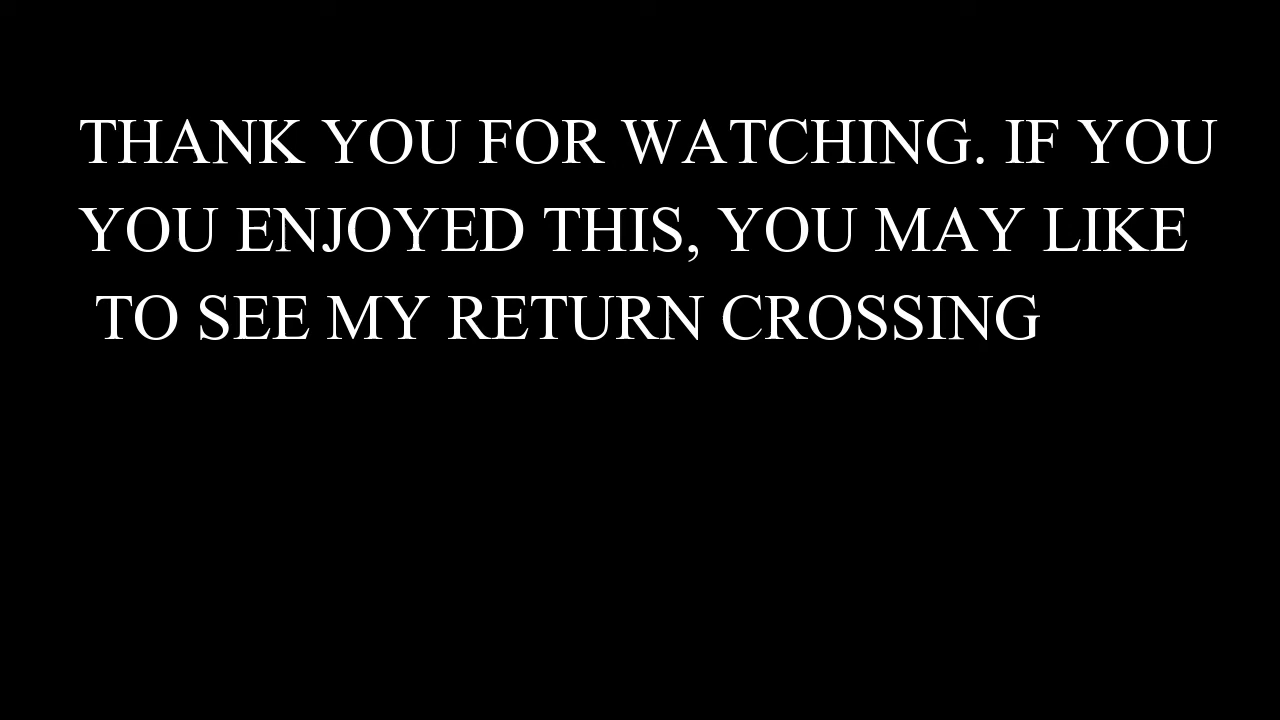 THANK YOU FOR WATCHING. IF YOU
YOU ENJOYED THIS, YOU MAY LIKE
TO SEE MY RETURN CROSSING